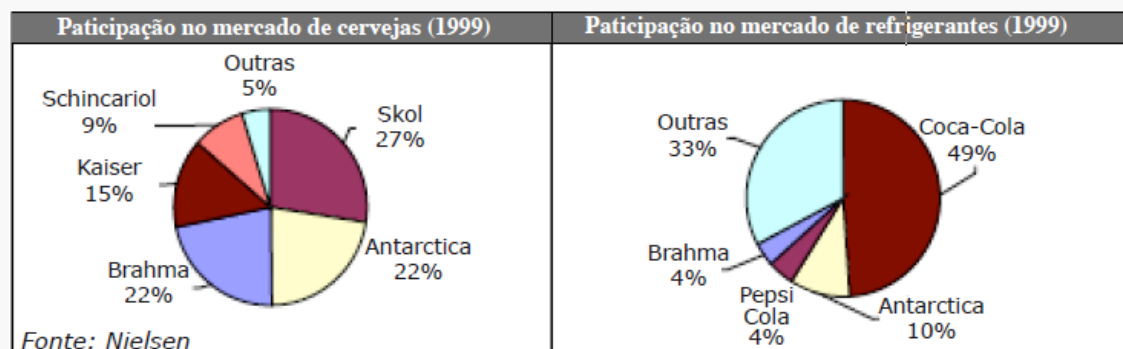 Paticipação no mercado de cervejas (1999)
Outras
5%
Schincariol
9%
Skol
27%
Kaiser
15%
Antarctica
22%
Brahma
22%
Fonte: Nielsen
Paticipação no mercado de refrigerantes (1999)
Outras
33%
Coca-Cola
49%
Brahma
4%
Pepsi
Cola
4%
Antarctica
10%